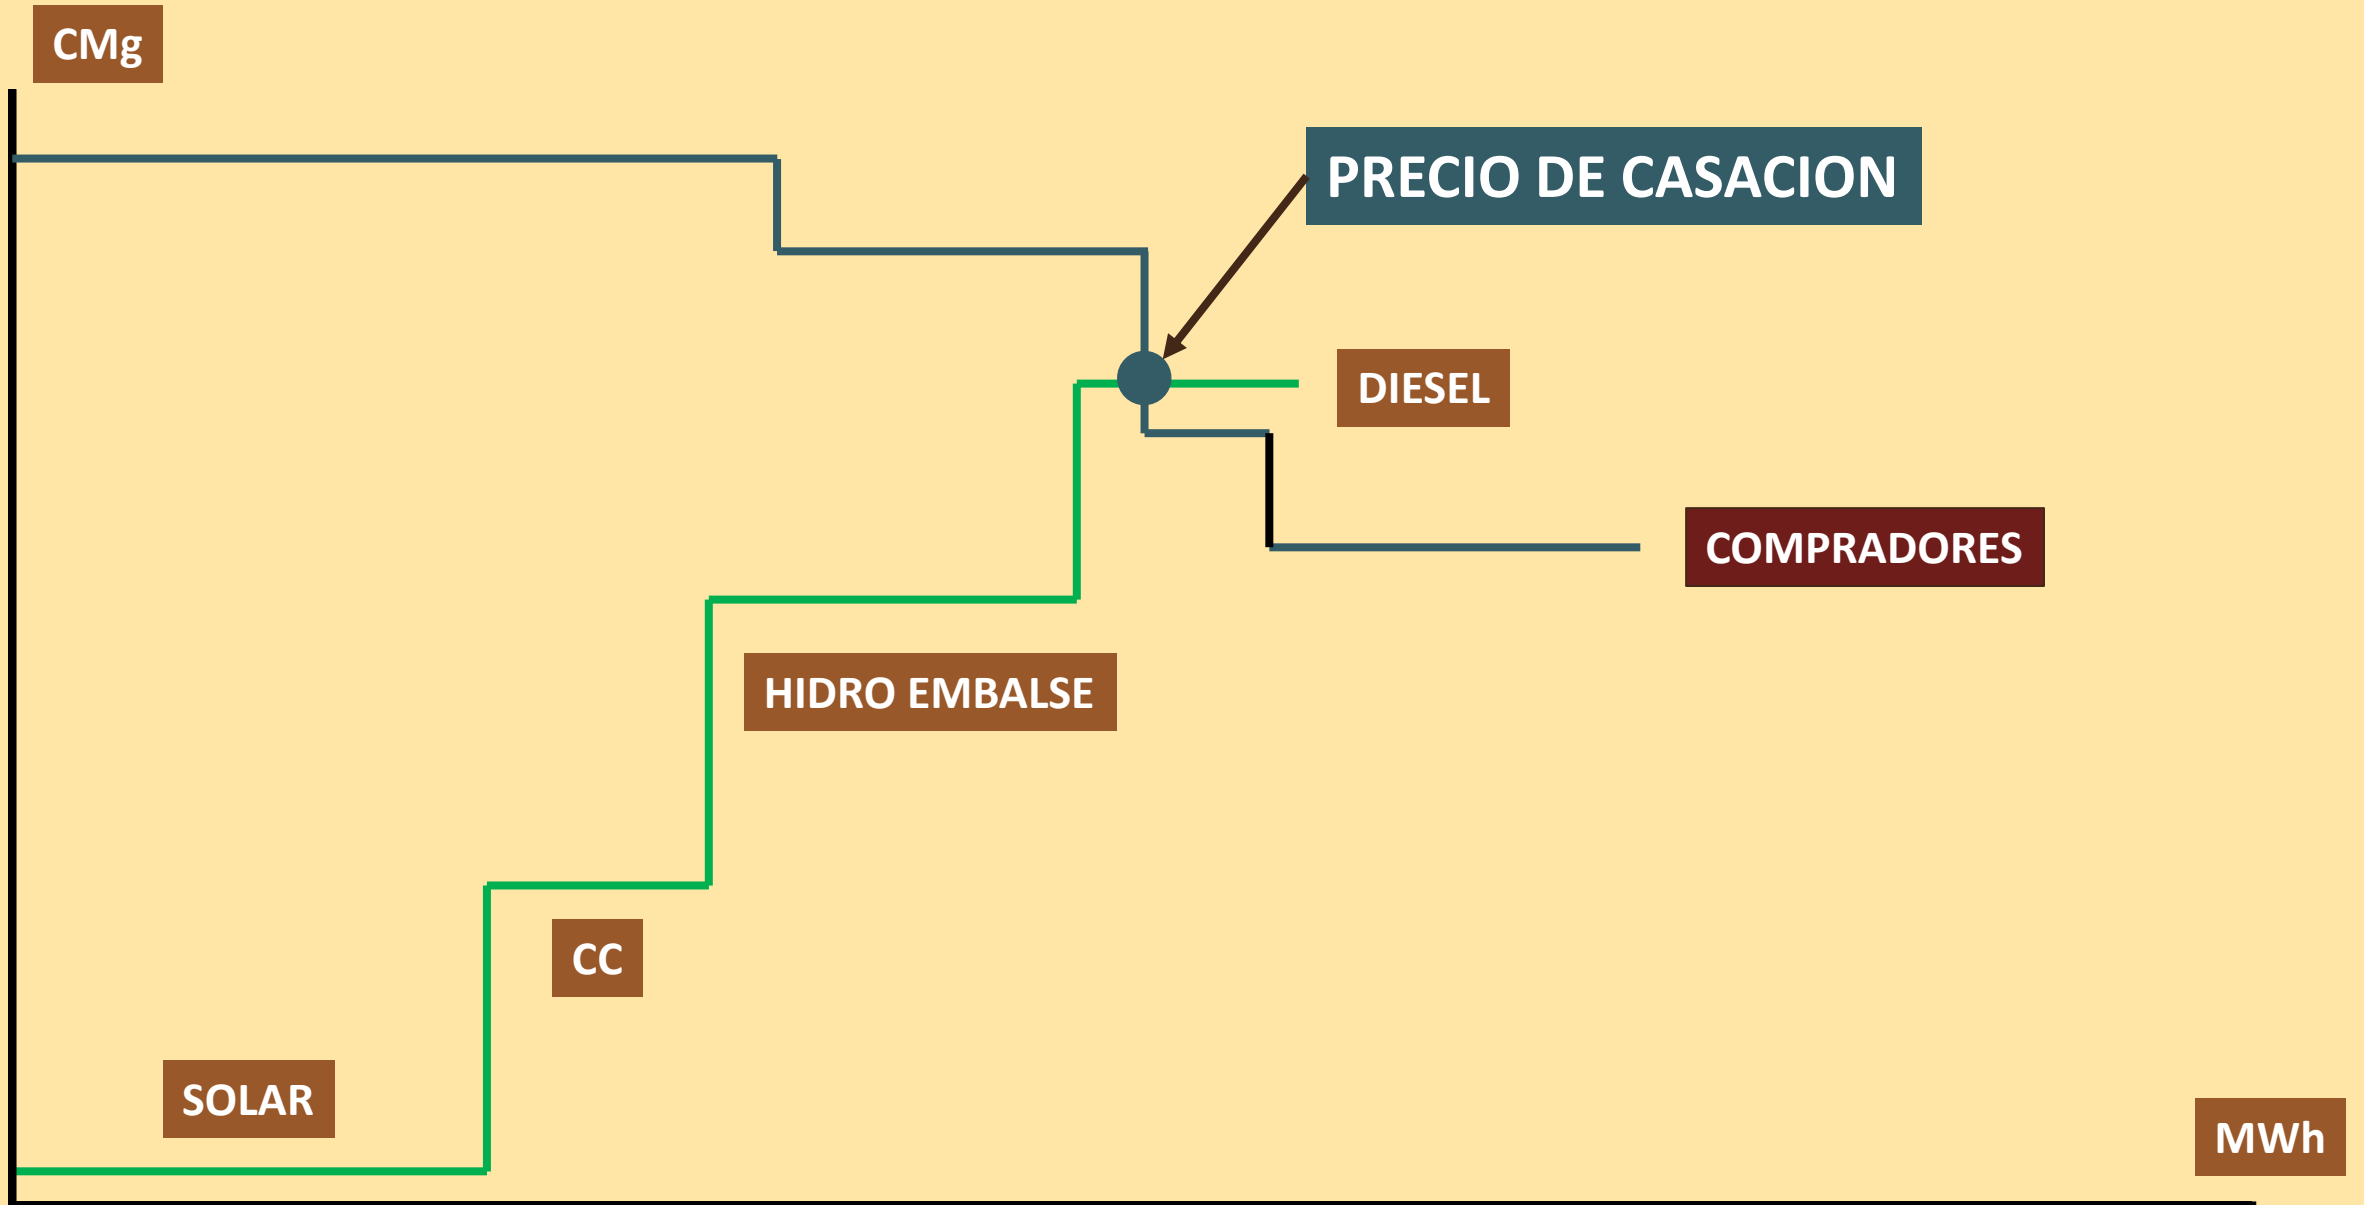 CMg
PRECIO DE CASACION
DIESEL
COMPRADORES
HIDRO EMBALSE
CC
SOLAR
MWh